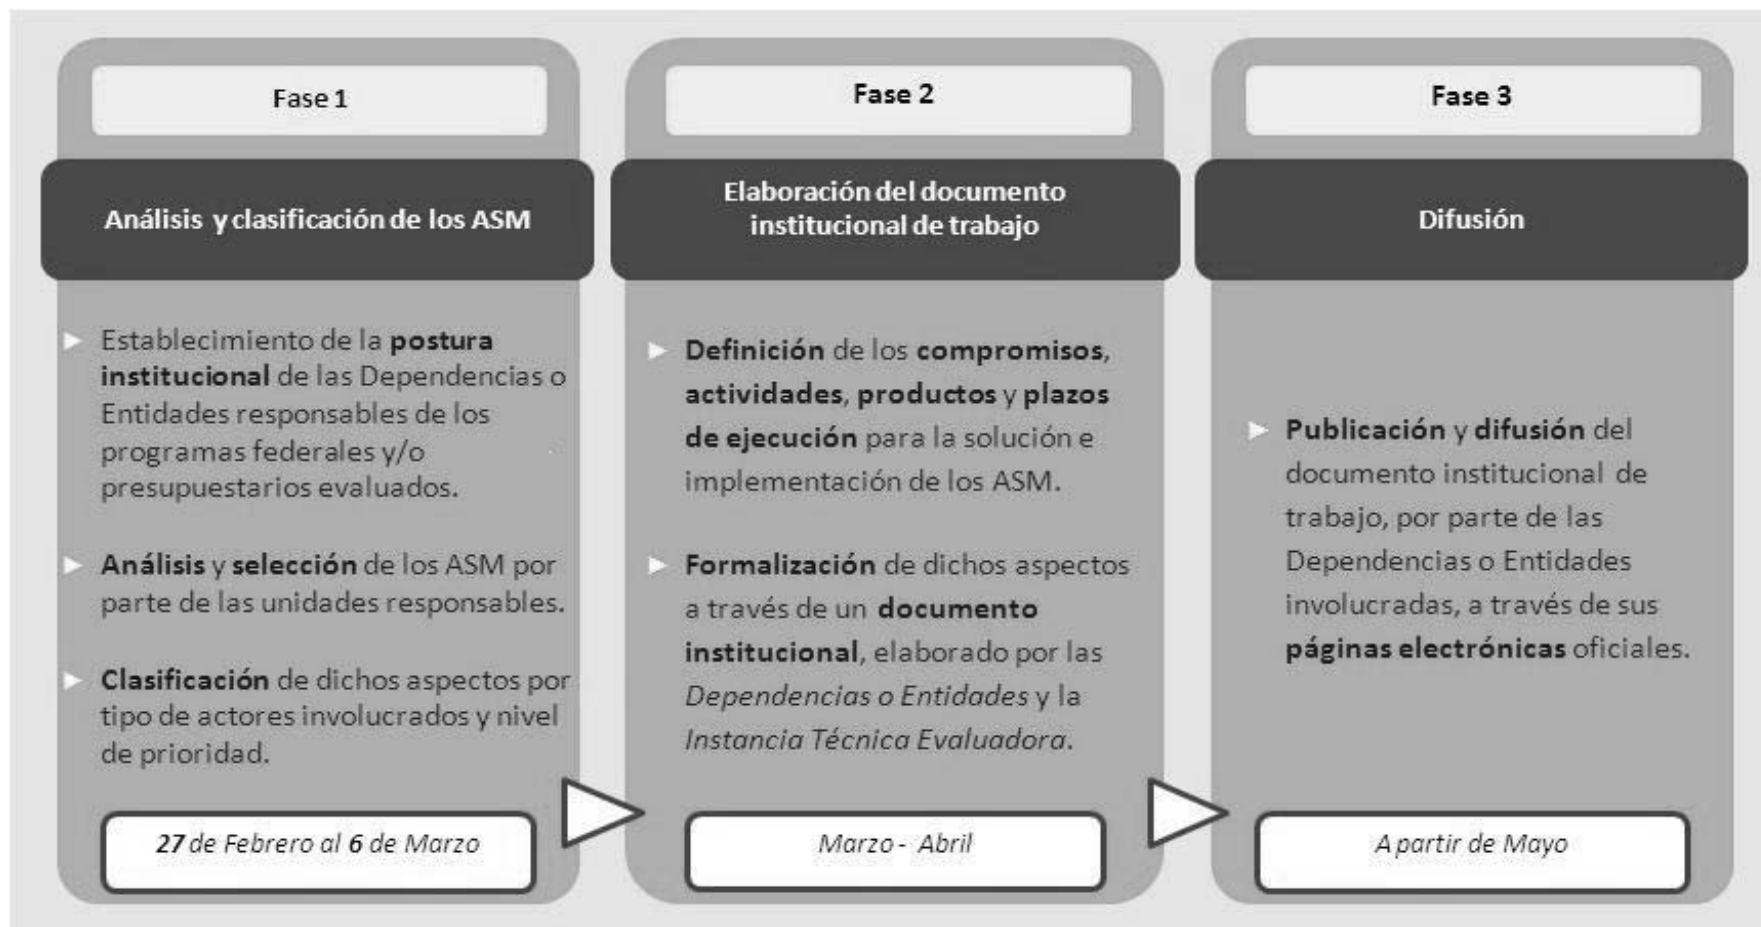 Fase 1
Análisis y clasificación de los ASM
Establecimiento de la postura
institucional de las Dependencias o
Entidades responsables de los
programas federales y/o
presupuestarios evaluados.
Análisis y selección de los ASM por
parte de las unidades responsables.
Clasificación de dichos aspectos por
tipo de actores involucrados y nivel
de prioridad.
27 de Febrero al 6 de Marzo
Fase 2
Elaboración del documento
institucional de trabajo
Definición de los compromisos,
actividades, productos y plazos
de ejecución para la solución e
implementación de los ASM.
Formalización de dichos aspectos
a través de un documento
institucional, elaborado por las
Dependencias o Entidades y la
Instancia Técnica Evaluadora.
Marzo - Abril
Fase 3
Difusión
Publicación y difusión del
documento institucional de
trabajo, por parte de las
Dependencias o Entidades
involucradas, a través de sus
páginas electrónicas oficiales.
A partir de Mayo